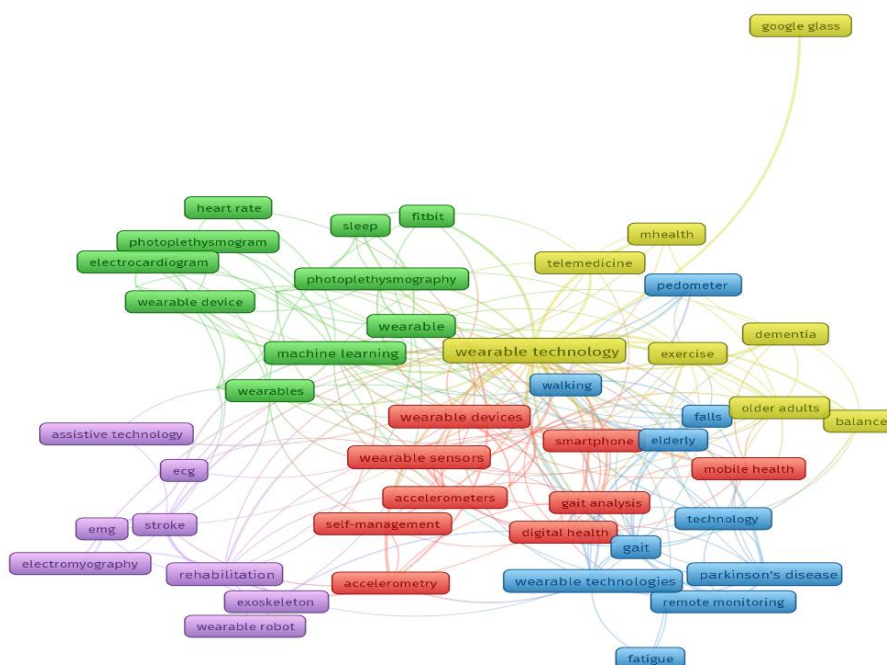 google glass
heart rate
fitbit
sleep
mhealth
photoplethysmogram
electrocardiogram
telemedicine
photoplethysmography
pedometer
wearable device
wearable
dementia
machine learning
wearable technology
exercise
walking
wearables
older adults
wearable devices
falls
balance
assistive technology
smartphone
elderly
wearable sensors
ecg
mobile health
accelerometers
gait analysis
technology
stroke
self-management
emg
digital health
gait
electromyography
rehabilitation
accelerometry
wearable technologies
parkinson's disease
exoskeleton
remote monitoring
wearable robot
fatigue